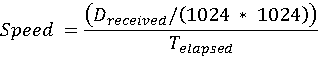 Speed = (D_received/(1024 * 1024)) / T_elapsed